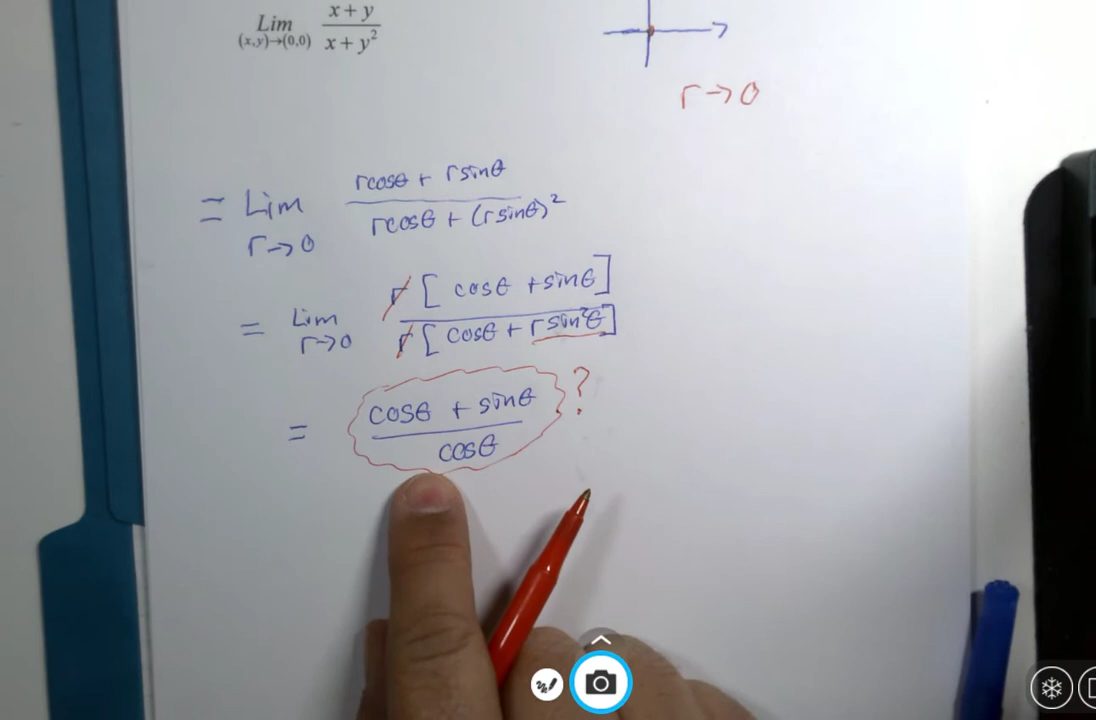 Lim x+y
(x,y)→(0,0) x+y²
r→0
= Lim rcosθ + rsinθ
r→0 rcosθ + (rsinθ)²
= Lim r[cosθ + sinθ]
r→0 r[cosθ + rsin²θ]
= cosθ + sinθ ?
cosθ